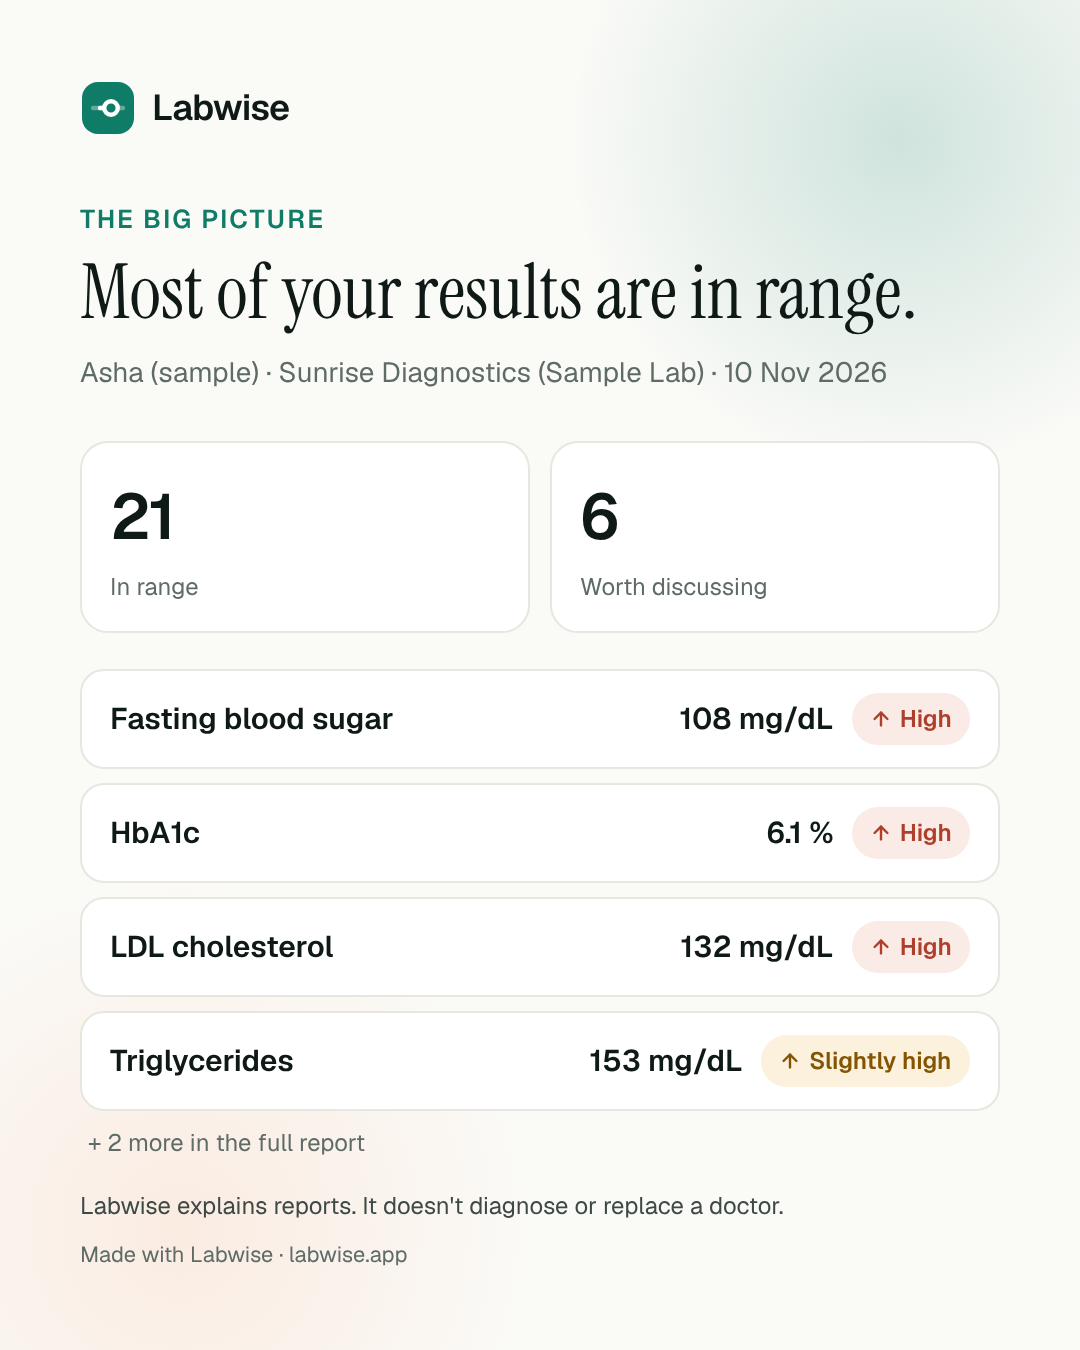 Labwise
THE BIG PICTURE
Most of your results are in range.
Asha (sample) · Sunrise Diagnostics (Sample Lab) · 10 Nov 2026
21
In range
6
Worth discussing
Fasting blood sugar 108 mg/dL ↑ High
HbA1c 6.1 % ↑ High
LDL cholesterol 132 mg/dL ↑ High
Triglycerides 153 mg/dL ↑ Slightly high
+ 2 more in the full report
Labwise explains reports. It doesn't diagnose or replace a doctor.
Made with Labwise · labwise.app